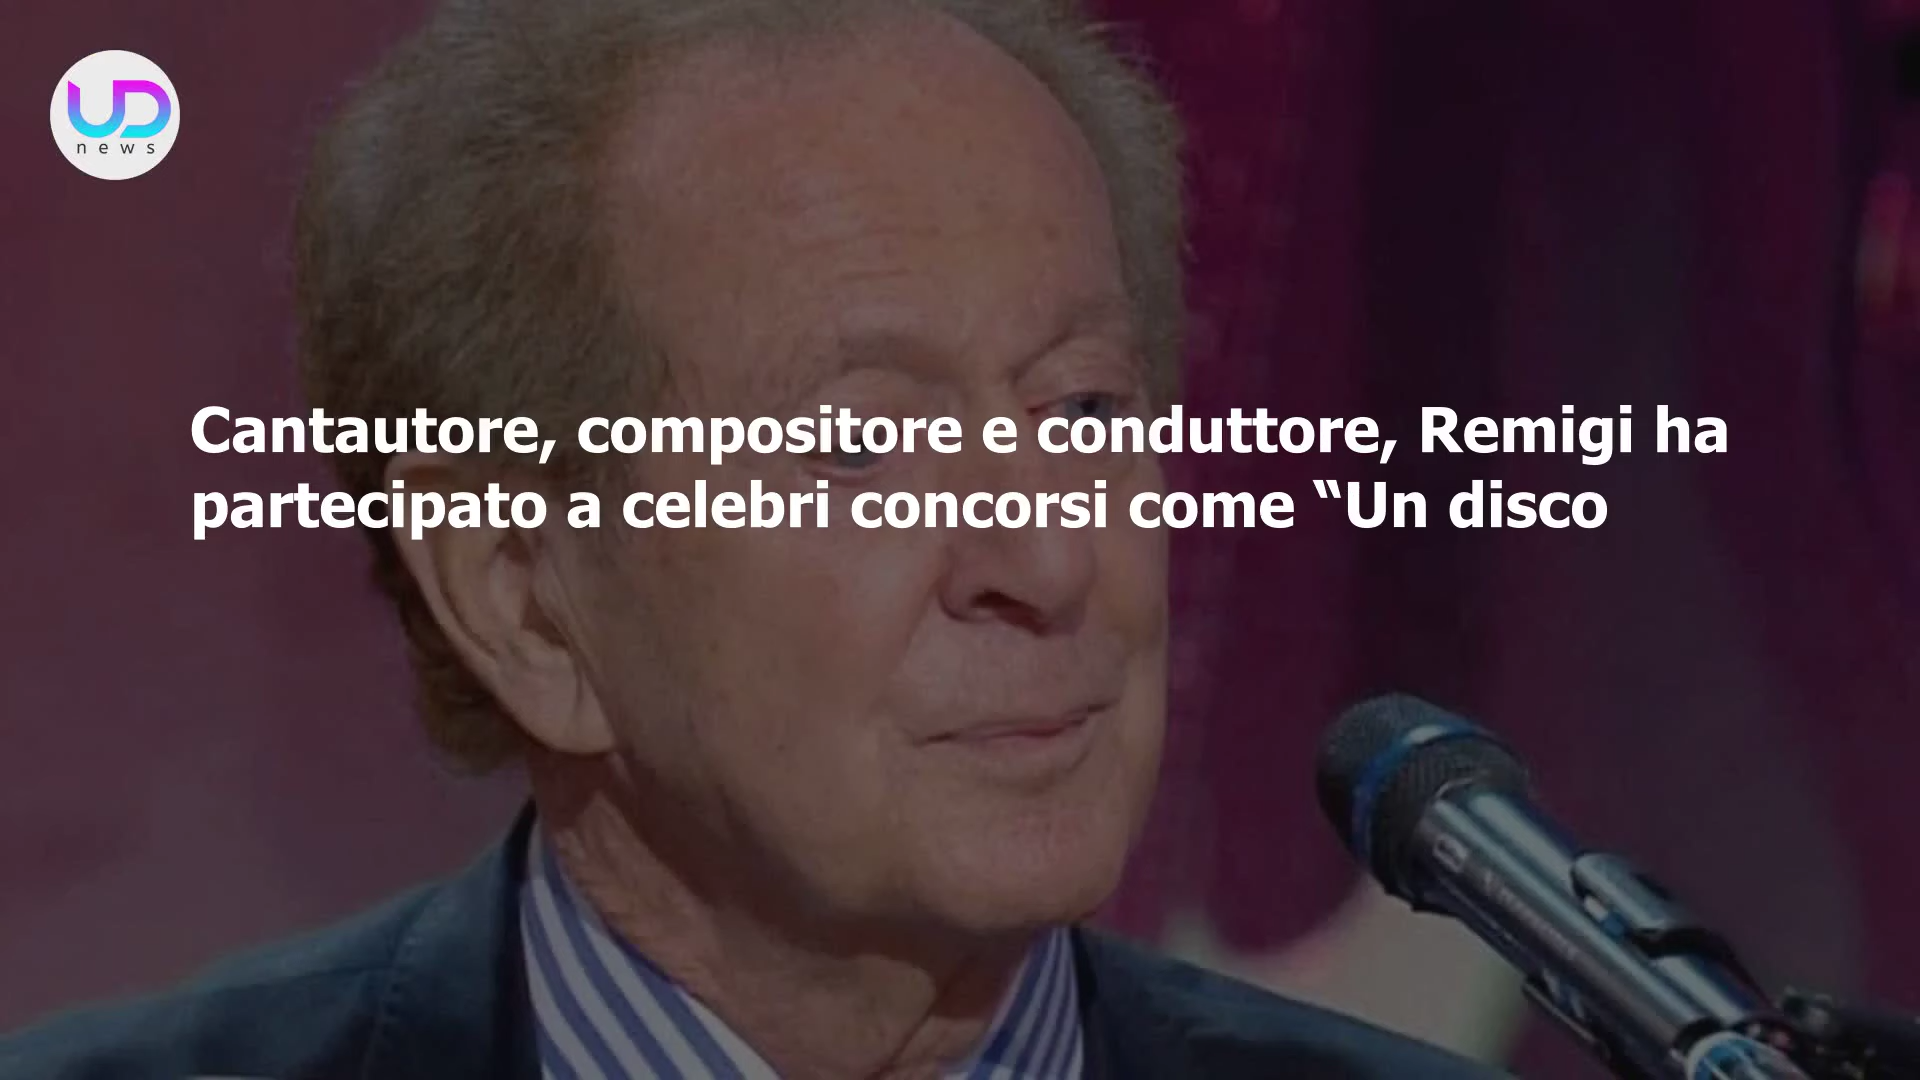 UD
news
Cantautore, compositore e conduttore, Remigi ha
partecipato a celebri concorsi come “Un disco